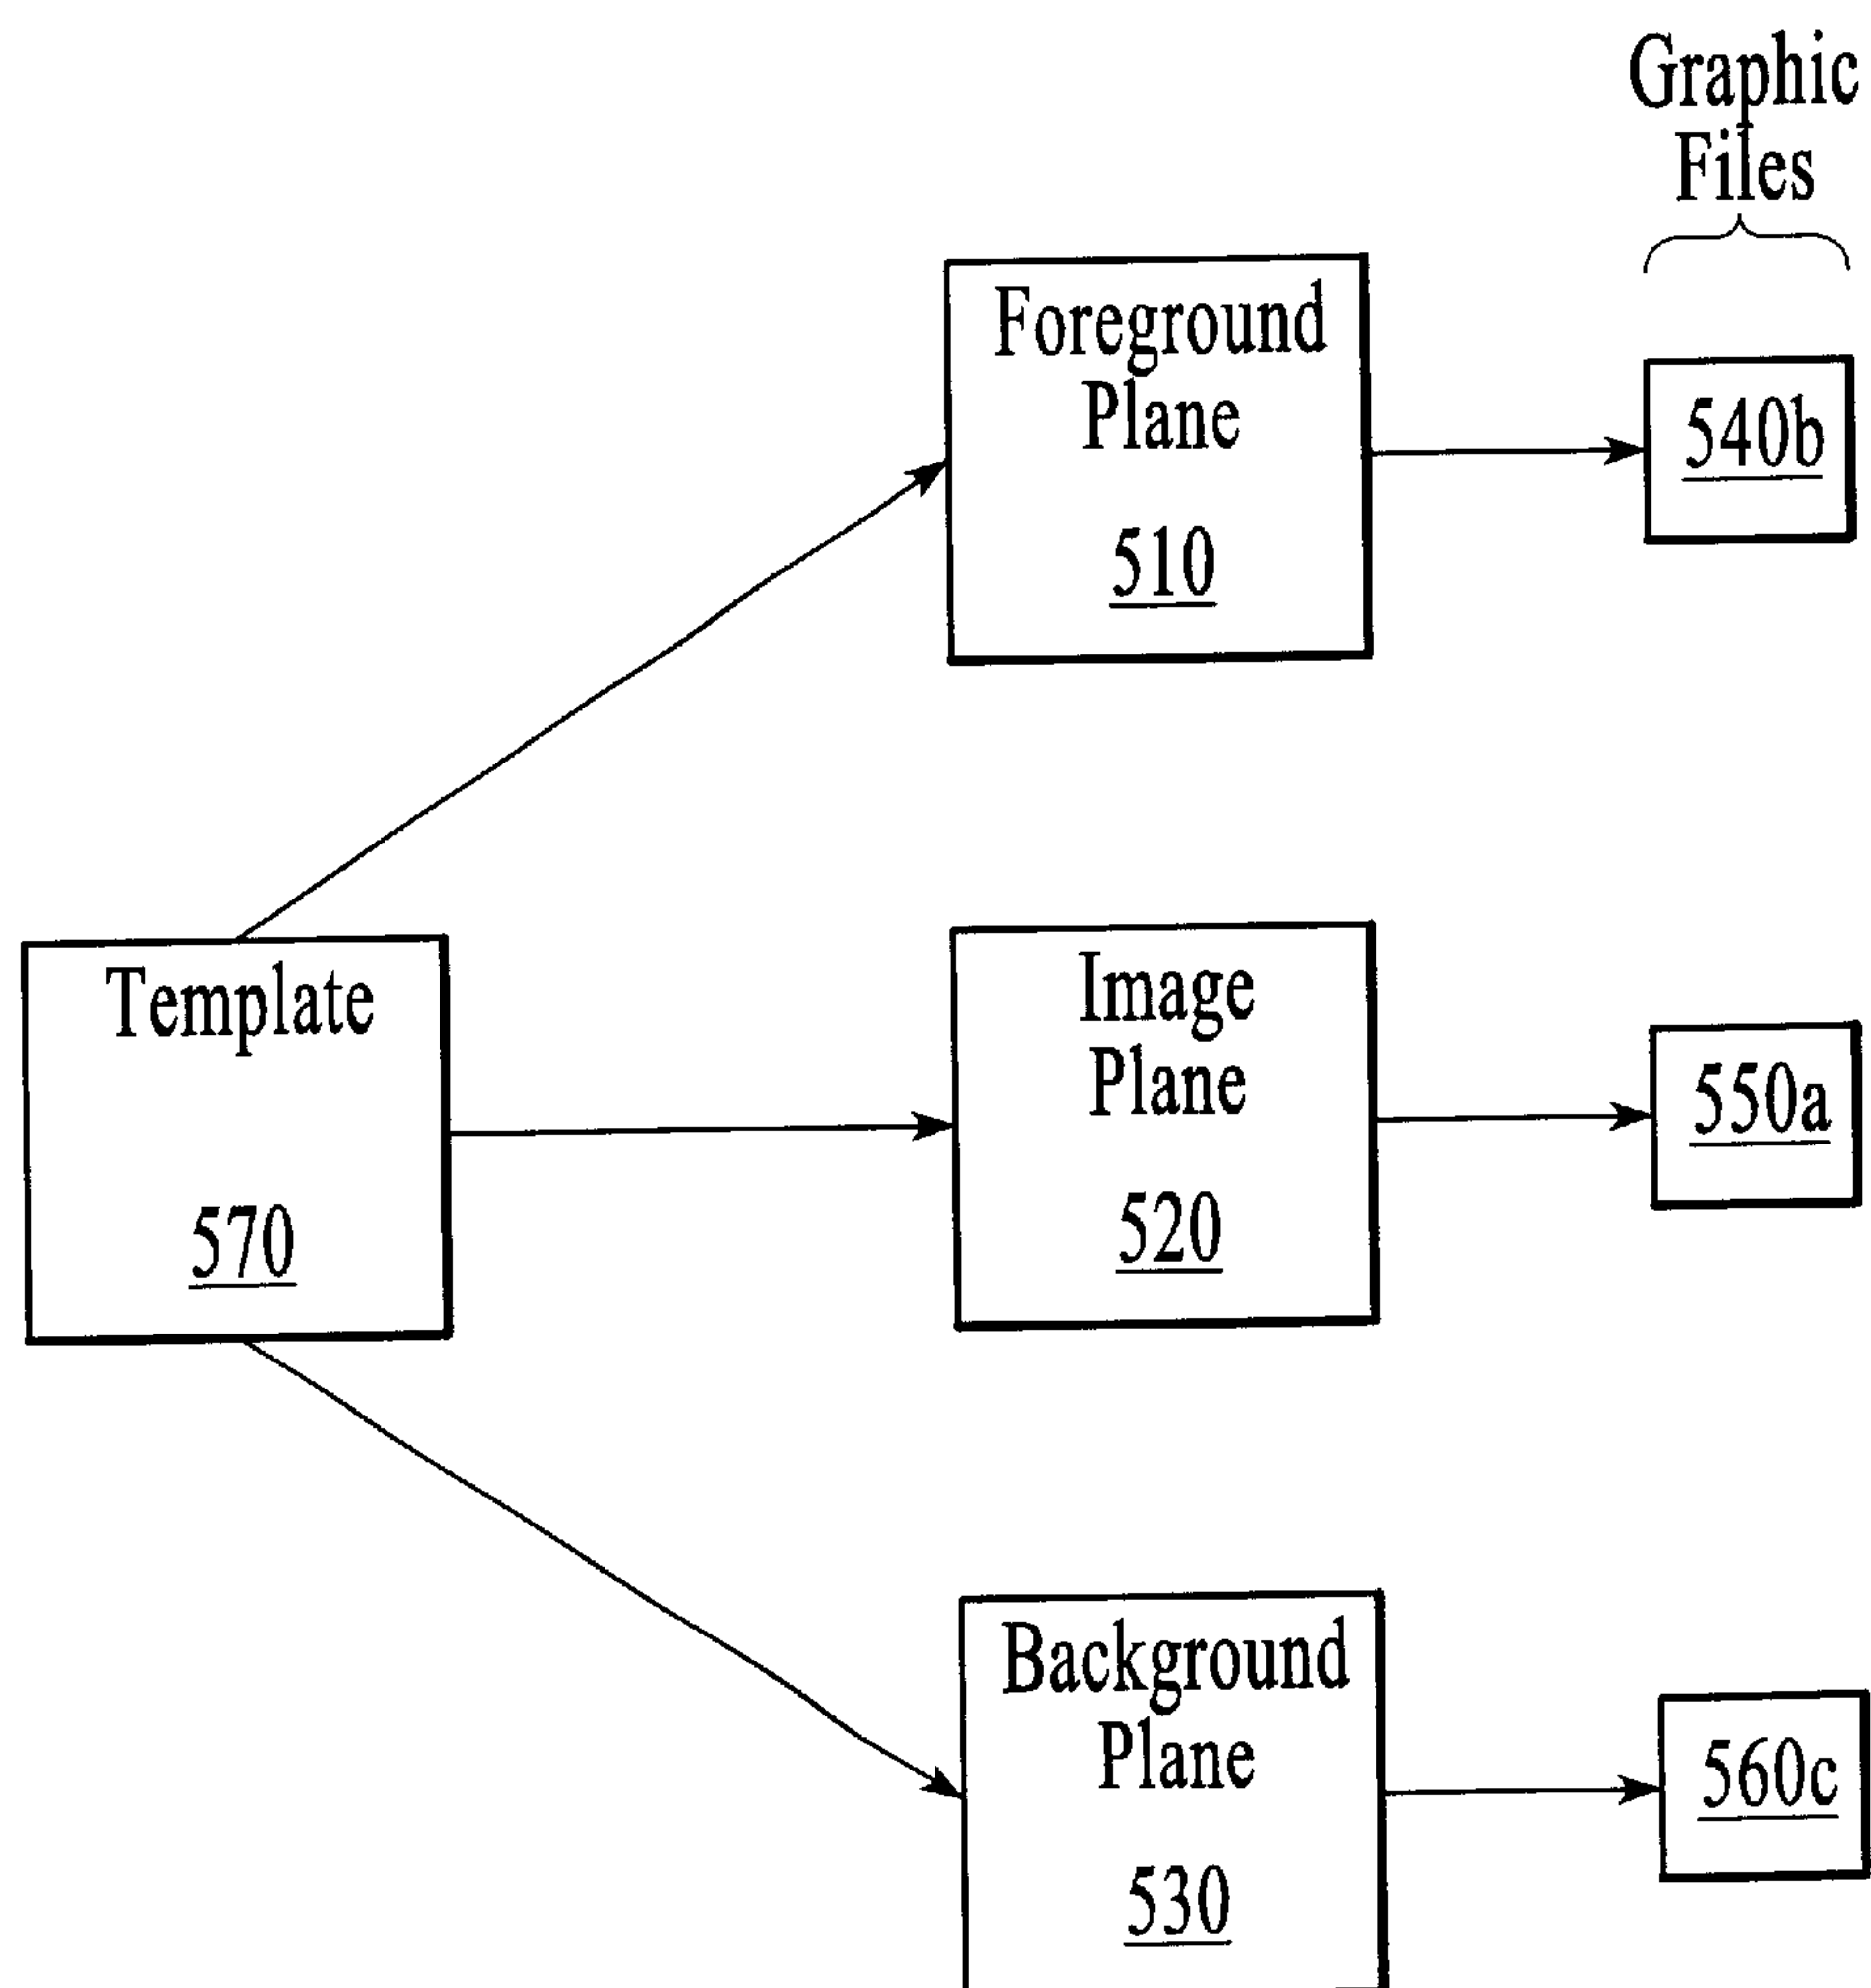 Graphic
Files
Foreground
Plane
510
540b
Template
570
Image
Plane
520
550a
Background
Plane
530
560c